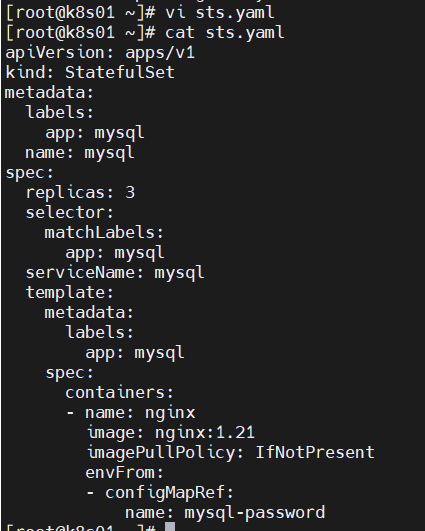 [root@k8s01 ~]# vi sts.yaml
[root@k8s01 ~]# cat sts.yaml
apiVersion: apps/v1
kind: StatefulSet
metadata:
  labels:
    app: mysql
  name: mysql
spec:
  replicas: 3
  selector:
    matchLabels:
      app: mysql
  serviceName: mysql
  template:
    metadata:
      labels:
        app: mysql
    spec:
      containers:
      - name: nginx
        image: nginx:1.21
        imagePullPolicy: IfNotPresent
        envFrom:
        - configMapRef:
            name: mysql-password
[root@k8s01 ~]#